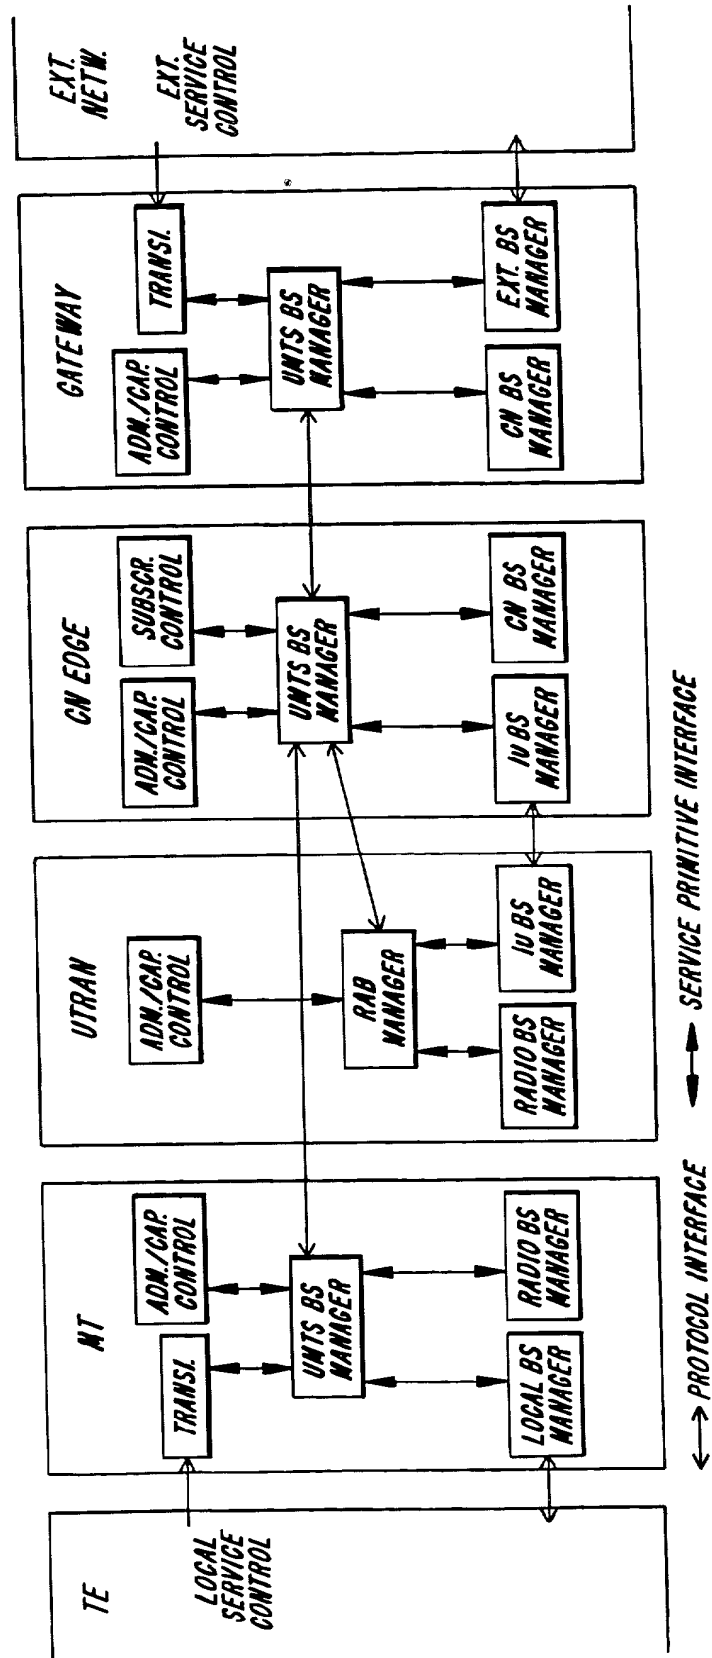 TE
LOCAL
SERVICE
CONTROL
MT
TRANSL.
ADM./CAP.
CONTROL
UMTS BS
MANAGER
LOCAL BS
MANAGER
RADIO BS
MANAGER
UTRAN
ADM./CAP.
CONTROL
RAB
MANAGER
RADIO BS
MANAGER
IU BS
MANAGER
CN EDGE
ADM./CAP.
CONTROL
SUBSCR.
CONTROL
UMTS BS
MANAGER
IU BS
MANAGER
CN BS
MANAGER
GATEWAY
ADM./CAP.
CONTROL
TRANSL.
UMTS BS
MANAGER
CN BS
MANAGER
EXT. BS
MANAGER
EXT.
NETW.
EXT.
SERVICE
CONTROL
PROTOCOL INTERFACE
SERVICE PRIMITIVE INTERFACE